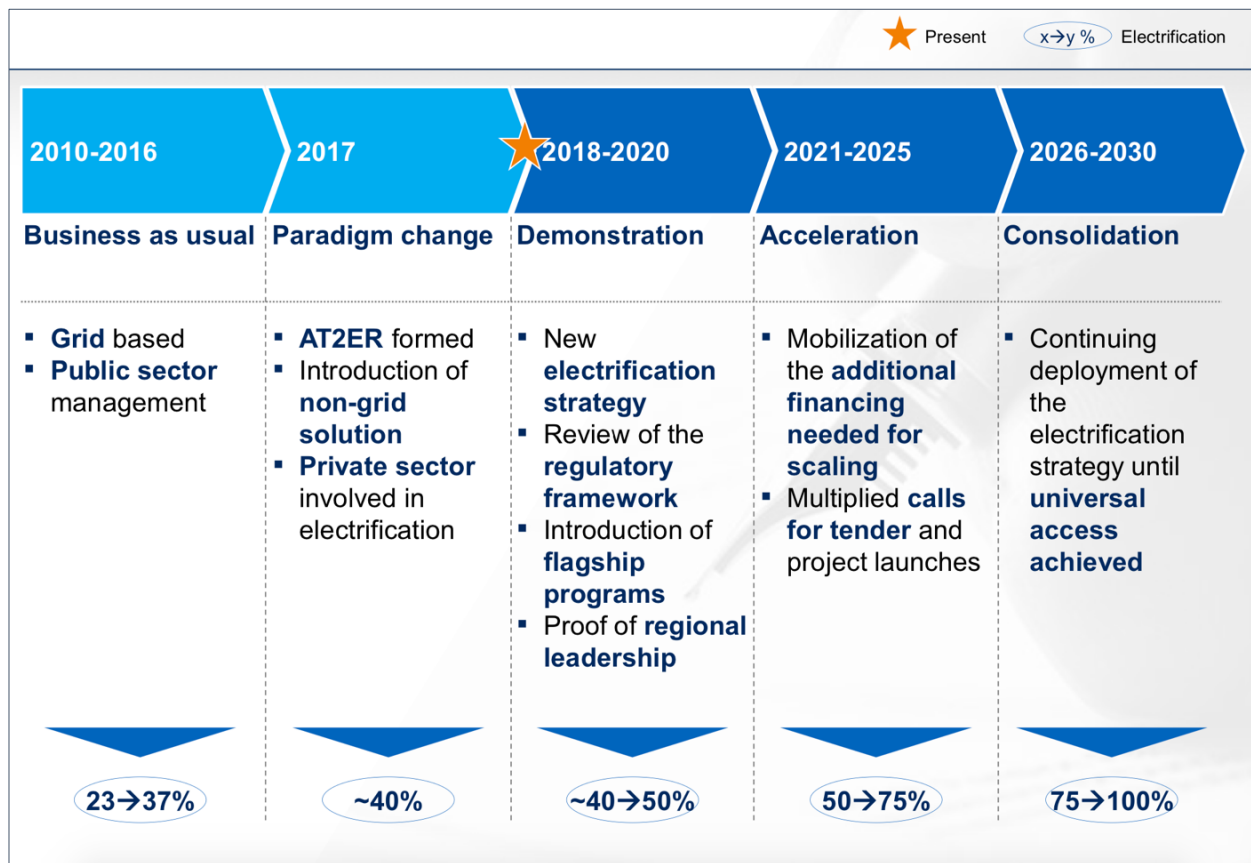 Present
x→y %
Electrification
2010-2016
2017
2018-2020
2021-2025
2026-2030
Business as usual
Paradigm change
Demonstration
Acceleration
Consolidation
▪ Grid based
▪ Public sector
management
▪ AT2ER formed
▪ Introduction of
non-grid
solution
▪ Private sector
involved in
electrification
▪ New
electrification
strategy
▪ Review of the
regulatory
framework
▪ Introduction of
flagship
programs
▪ Proof of regional
leadership
▪ Mobilization of
the additional
financing
needed for
scaling
▪ Multiplied calls
for tender and
project launches
▪ Continuing
deployment of
the
electrification
strategy until
universal
access
achieved
23→37%
~40%
~40→50%
50→75%
75→100%